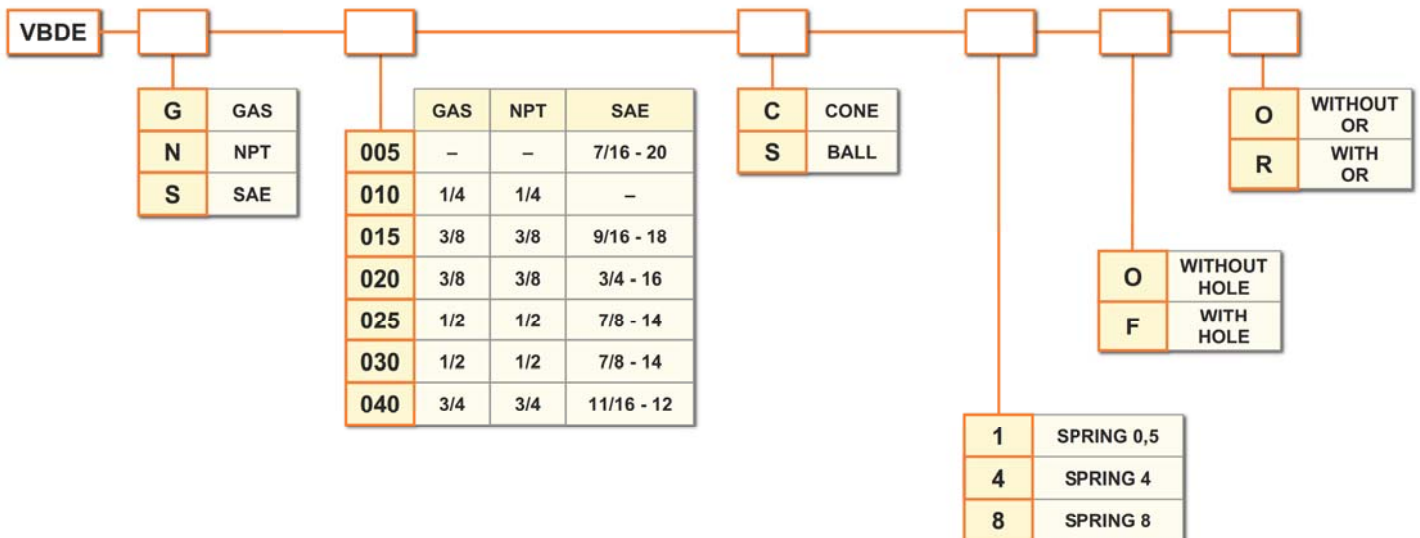 VBDE
G GAS
N NPT
S SAE
GAS NPT SAE
005 – – 7/16 - 20
010 1/4 1/4 –
015 3/8 3/8 9/16 - 18
020 3/8 3/8 3/4 - 16
025 1/2 1/2 7/8 - 14
030 1/2 1/2 7/8 - 14
040 3/4 3/4 11/16 - 12
C CONE
S BALL
1 SPRING 0,5
4 SPRING 4
8 SPRING 8
O WITHOUT
HOLE
F WITH
HOLE
O WITHOUT
OR
R WITH
OR